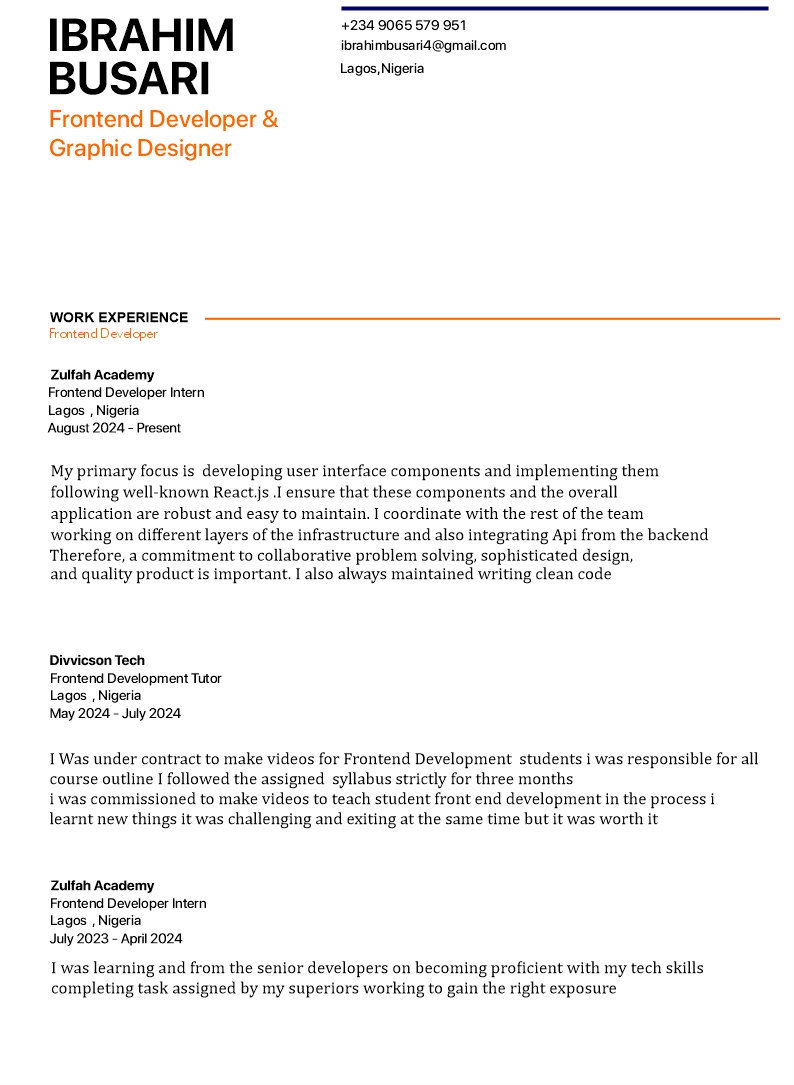 IBRAHIM
BUSARI
Frontend Developer &
Graphic Designer
+234 9065 579 951
ibrahimbusari4@gmail.com
Lagos,Nigeria
WORK EXPERIENCE
Frontend Developer
Zulfah Academy
Frontend Developer Intern
Lagos , Nigeria
August 2024 – Present
My primary focus is developing user interface components and implementing them
following well-known React.js .I ensure that these components and the overall
application are robust and easy to maintain. I coordinate with the rest of the team
working on different layers of the infrastructure and also integrating Api from the backend
Therefore, a commitment to collaborative problem solving, sophisticated design,
and quality product is important. I also always maintained writing clean code
Divvicson Tech
Frontend Development Tutor
Lagos , Nigeria
May 2024 – July 2024
I Was under contract to make videos for Frontend Development students i was responsible for all
course outline I followed the assigned syllabus strictly for three months
i was commissioned to make videos to teach student front end development in the process i
learnt new things it was challenging and exiting at the same time but it was worth it
Zulfah Academy
Frontend Developer Intern
Lagos , Nigeria
July 2023 – April 2024
I was learning and from the senior developers on becoming proficient with my tech skills
completing task assigned by my superiors working to gain the right exposure